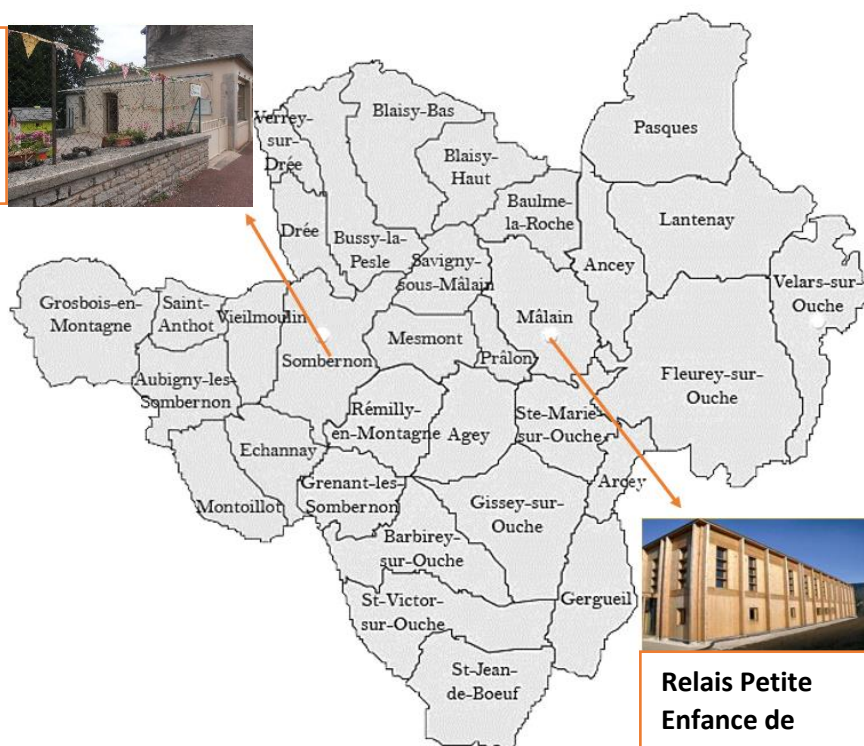 Pasques
Blaisy-Bas
Verrey-
sur-
Drée
Blaisy-
Haut
Baulme-
la-Roche
Lantenay
Drée
Bussy-la-
Pesle
Savigny-
sous-Mâlain
Ancey
Velars-sur-
Ouche
Grosbois-en-
Montagne
Saint-
Anthot
Vieilmoulin
Mesmont
Mâlain
Sombernon
Prâlon
Fleurey-sur-
Ouche
Aubigny-les-
Sombernon
Rémilly-
en-Montagne
Agey
Ste-Marie-
sur-Ouche
Echannay
Arcey
Montoillot
Grenant-les-
Sombernon
Gissey-sur-
Ouche
Barbirey-
sur-Ouche
Gergueil
St-Victor-
sur-Ouche
St-Jean-
de-Boeuf
Relais Petite
Enfance de